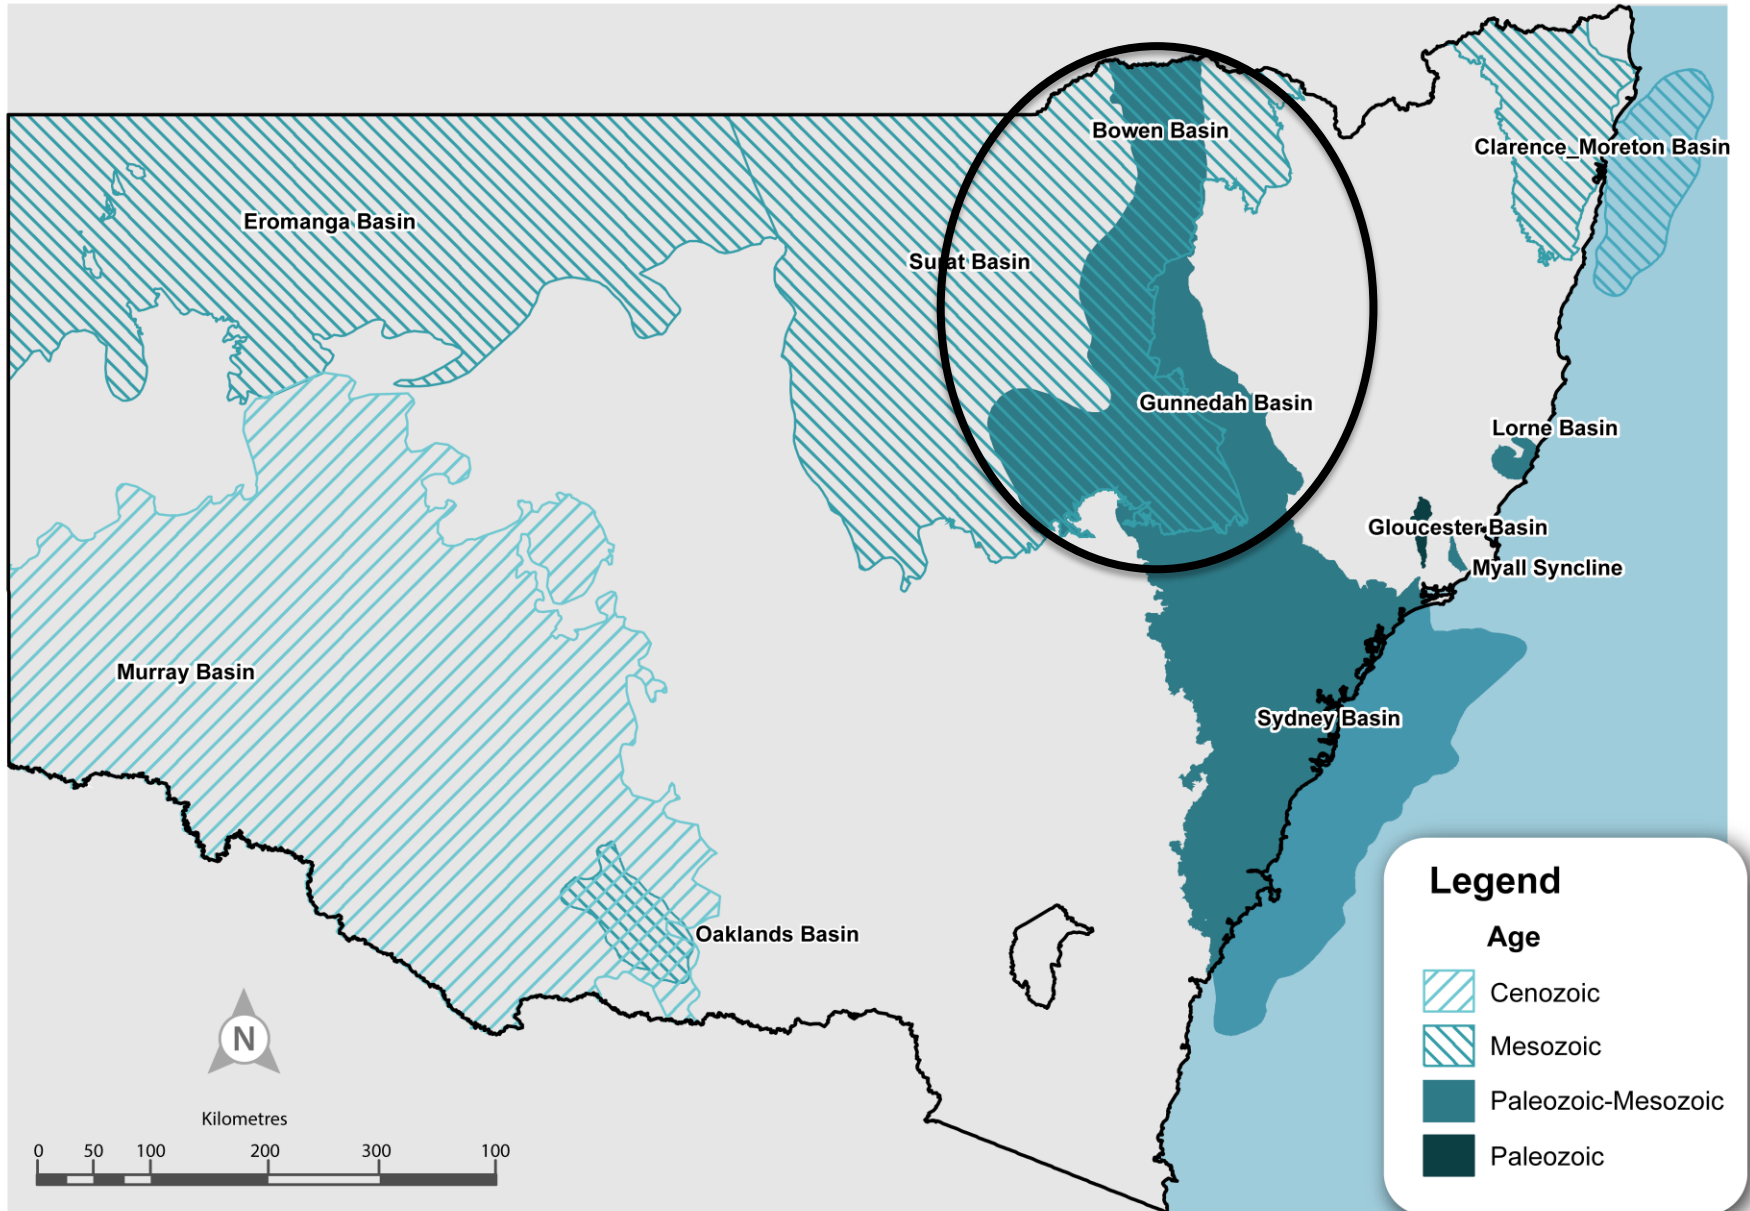 Bowen Basin
Clarence_Moreton Basin
Eromanga Basin
Surat Basin
Gunnedah Basin
Lorne Basin
Gloucester Basin
Myall Syncline
Murray Basin
Sydney Basin
Oaklands Basin
N
Kilometres
0 50 100 200 300 100
Legend
Age
Cenozoic
Mesozoic
Paleozoic-Mesozoic
Paleozoic